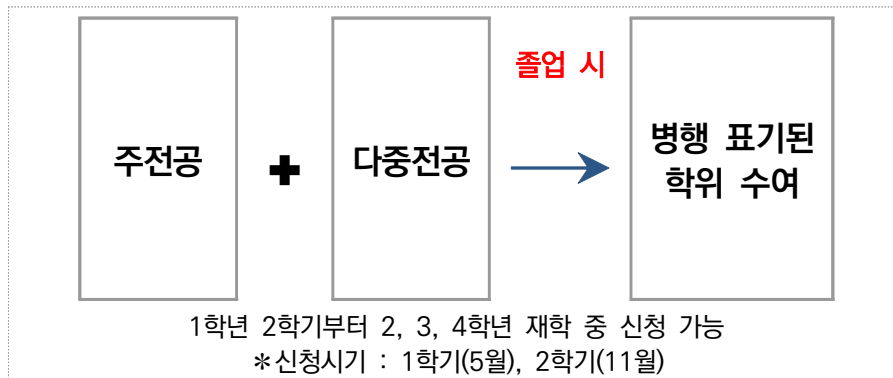 졸업 시
주전공
+
다중전공
병행 표기된
학위 수여
1학년 2학기부터 2, 3, 4학년 재학 중 신청 가능
*신청시기 : 1학기(5월), 2학기(11월)